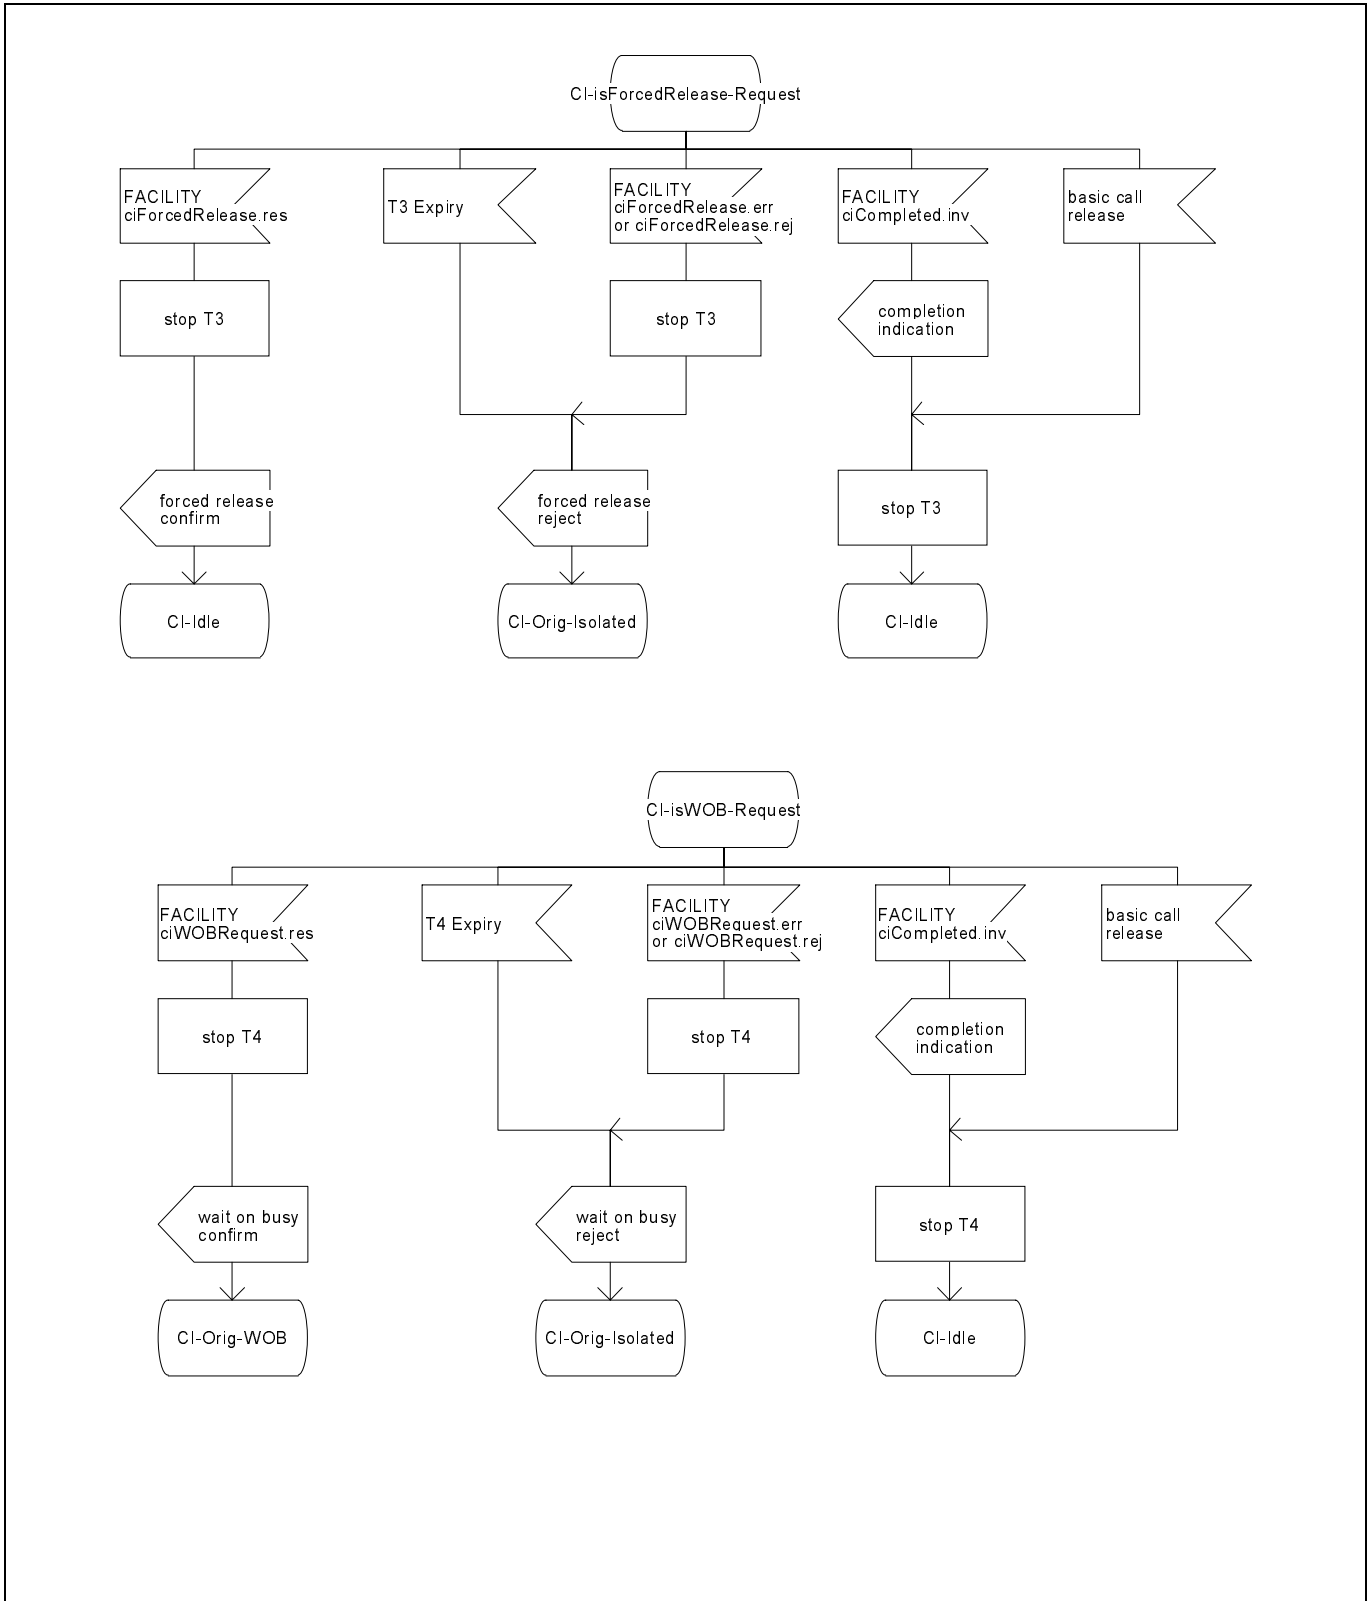 CI-isForcedRelease-Request
FACILITY
ciForcedRelease.res
T3 Expiry
FACILITY
ciForcedRelease.err
or ciForcedRelease.rej
FACILITY
ciCompleted.inv
basic call
release
stop T3
stop T3
completion
indication
forced release
confirm
forced release
reject
stop T3
CI-Idle
CI-Orig-Isolated
CI-Idle
CI-isWOB-Request
FACILITY
ciWOBRequest.res
T4 Expiry
FACILITY
ciWOBRequest.err
or ciWOBRequest.rej
FACILITY
ciCompleted.inv
basic call
release
stop T4
stop T4
completion
indication
wait on busy
confirm
wait on busy
reject
stop T4
CI-Orig-WOB
CI-Orig-Isolated
CI-Idle